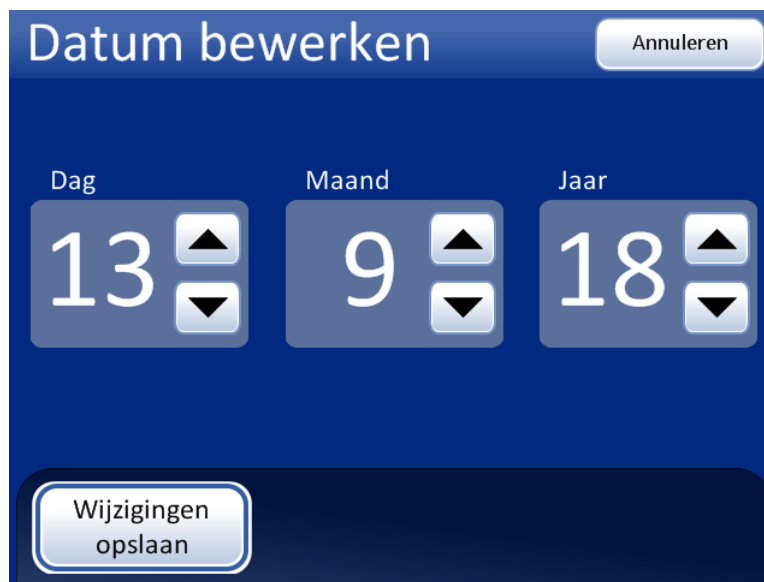 Datum bewerken
Annuleren
Dag
Maand
Jaar
13
9
18
Wijzigingen
opslaan